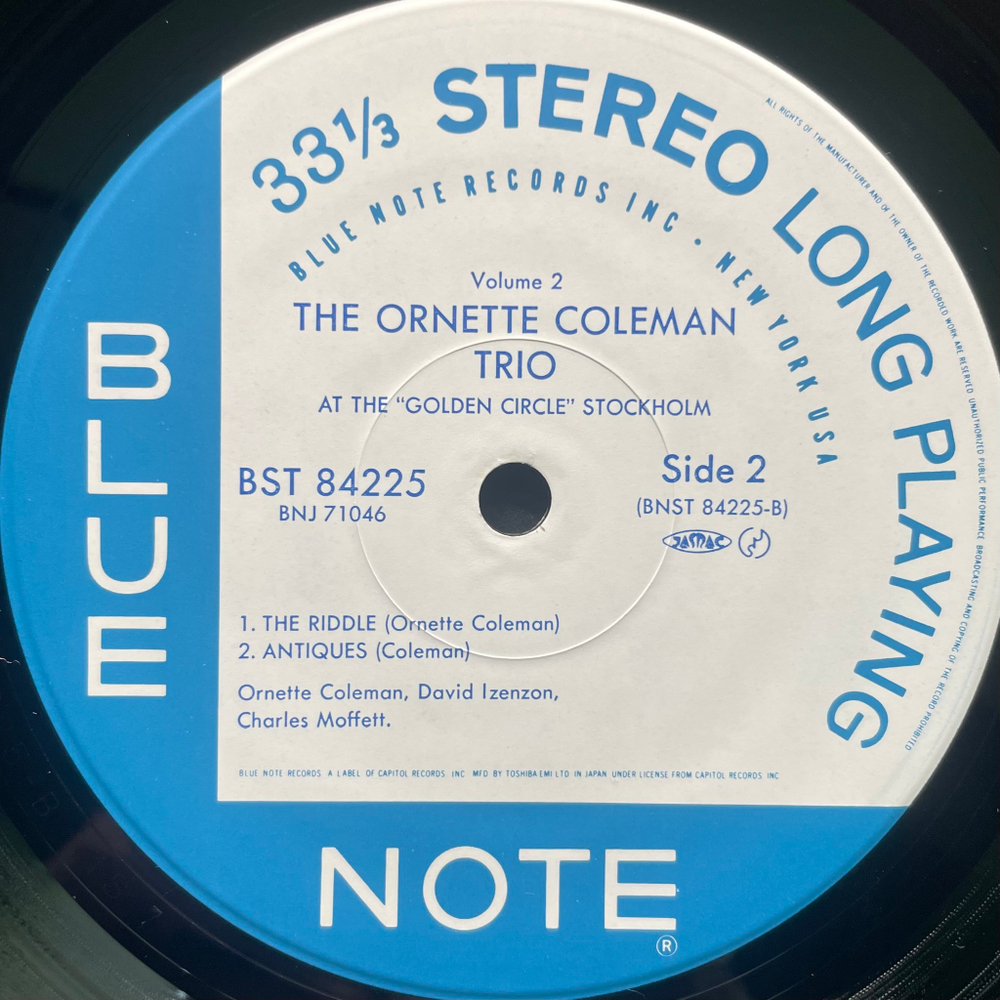 33⅓ STEREO LONG PLAYING
BLUE NOTE RECORDS INC · NEW YORK USA
ALL RIGHTS OF THE MANUFACTURER AND OF THE OWNER OF THE RECORDED WORK ARE RESERVED UNAUTHORIZED PUBLIC PERFORMANCE BROADCASTING AND COPYING OF THE RECORD PROHIBITED
Volume 2
THE ORNETTE COLEMAN
TRIO
AT THE “GOLDEN CIRCLE” STOCKHOLM
BST 84225
BNJ 71046
Side 2
(BNST 84225-B)
JASRAC
1. THE RIDDLE (Ornette Coleman)
2. ANTIQUES (Coleman)
Ornette Coleman, David Izenzon,
Charles Moffett.
BLUE NOTE RECORDS. A LABEL OF CAPITOL RECORDS. INC MFD BY TOSHIBA EMI LTD IN JAPAN UNDER LICENSE FROM CAPITOL RECORDS. INC
BLUE
NOTE
®